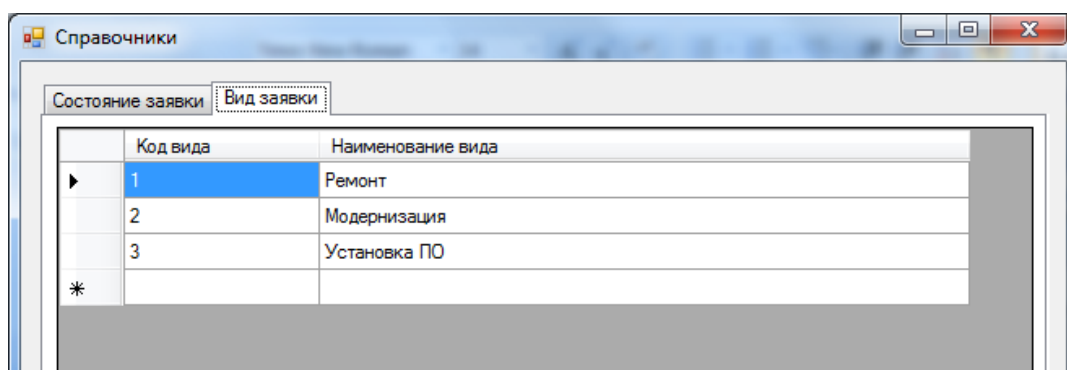 Справочники
Состояние заявки Вид заявки
Код вида Наименование вида
1 Ремонт
2 Модернизация
3 Установка ПО